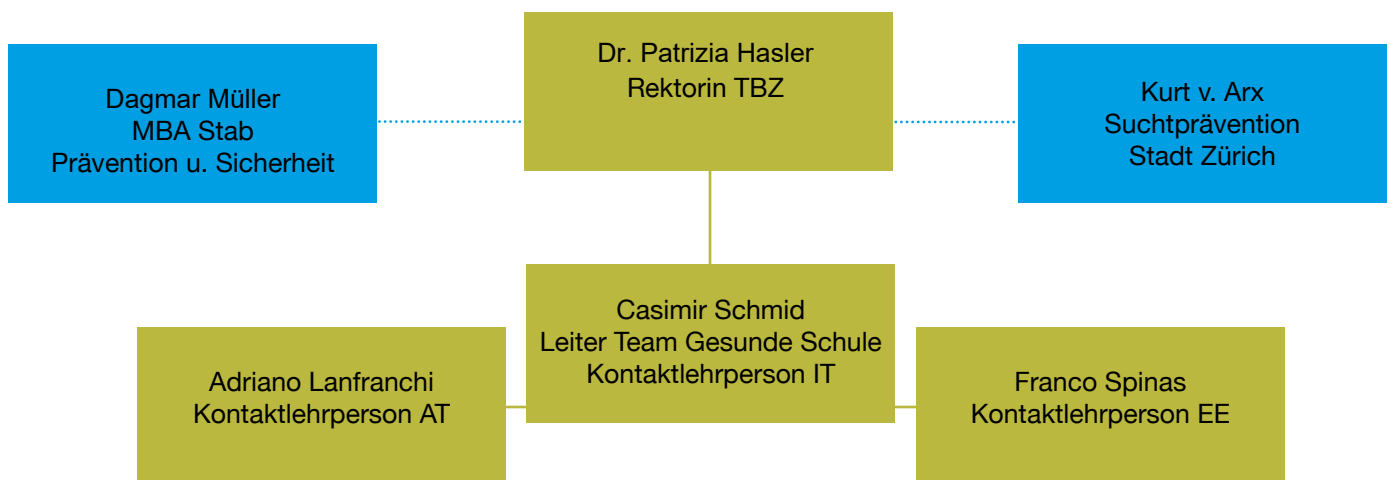 Dr. Patrizia Hasler
Rektorin TBZ
Dagmar Müller
MBA Stab
Prävention u. Sicherheit
Kurt v. Arx
Suchtprävention
Stadt Zürich
Casimir Schmid
Leiter Team Gesunde Schule
Kontaktlehrperson IT
Adriano Lanfranchi
Kontaktlehrperson AT
Franco Spinas
Kontaktlehrperson EE